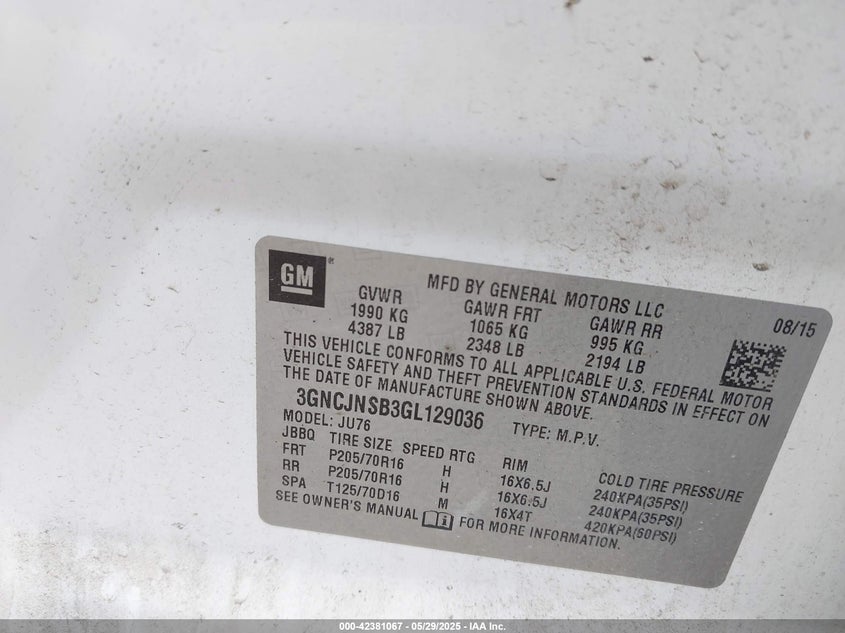 GM
MFD BY GENERAL MOTORS LLC
08/15
GVWR GAWR FRT GAWR RR
1990 KG 1065 KG 995 KG
4387 LB 2348 LB 2194 LB
THIS VEHICLE CONFORMS TO ALL APPLICABLE U.S. FEDERAL MOTOR
VEHICLE SAFETY AND THEFT PREVENTION STANDARDS IN EFFECT ON
THE DATE OF MANUFACTURE SHOWN ABOVE.
3GNCJNSB3GL129036 TYPE: M.P.V.
MODEL: JU76
JBBQ TIRE SIZE SPEED RTG RIM COLD TIRE PRESSURE
FRT P205/70R16 H 16X6.5J 240KPA(35PSI)
RR P205/70R16 H 16X6.5J 240KPA(35PSI)
SPA T125/70D16 M 16X4T 420KPA(60PSI)
SEE OWNER'S MANUAL FOR MORE INFORMATION.
000-42381067 - 05/29/2025 - IAA Inc.